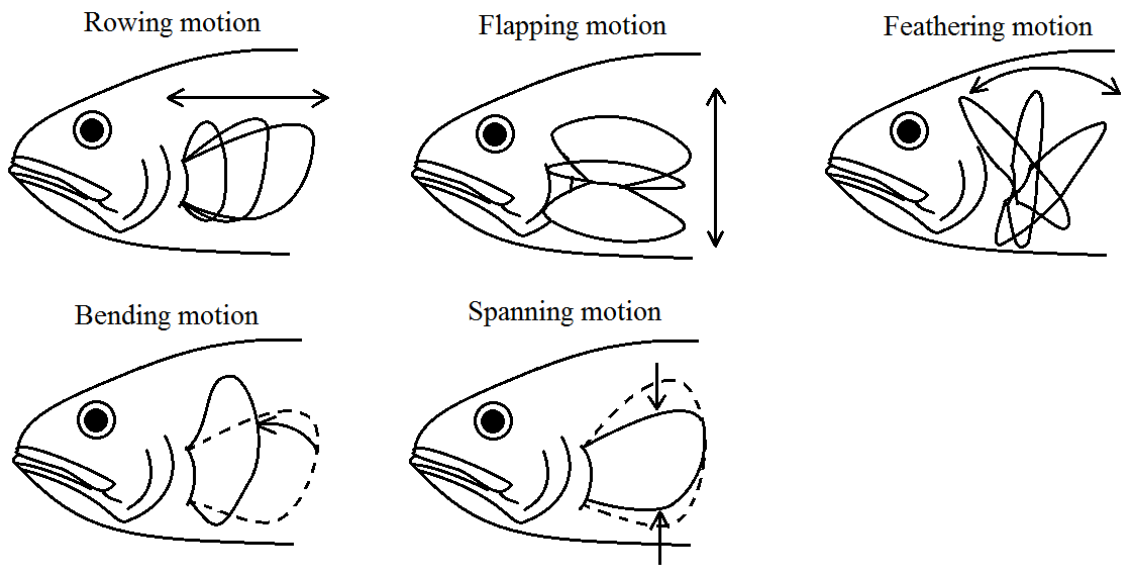 Rowing motion
Flapping motion
Feathering motion
Bending motion
Spanning motion